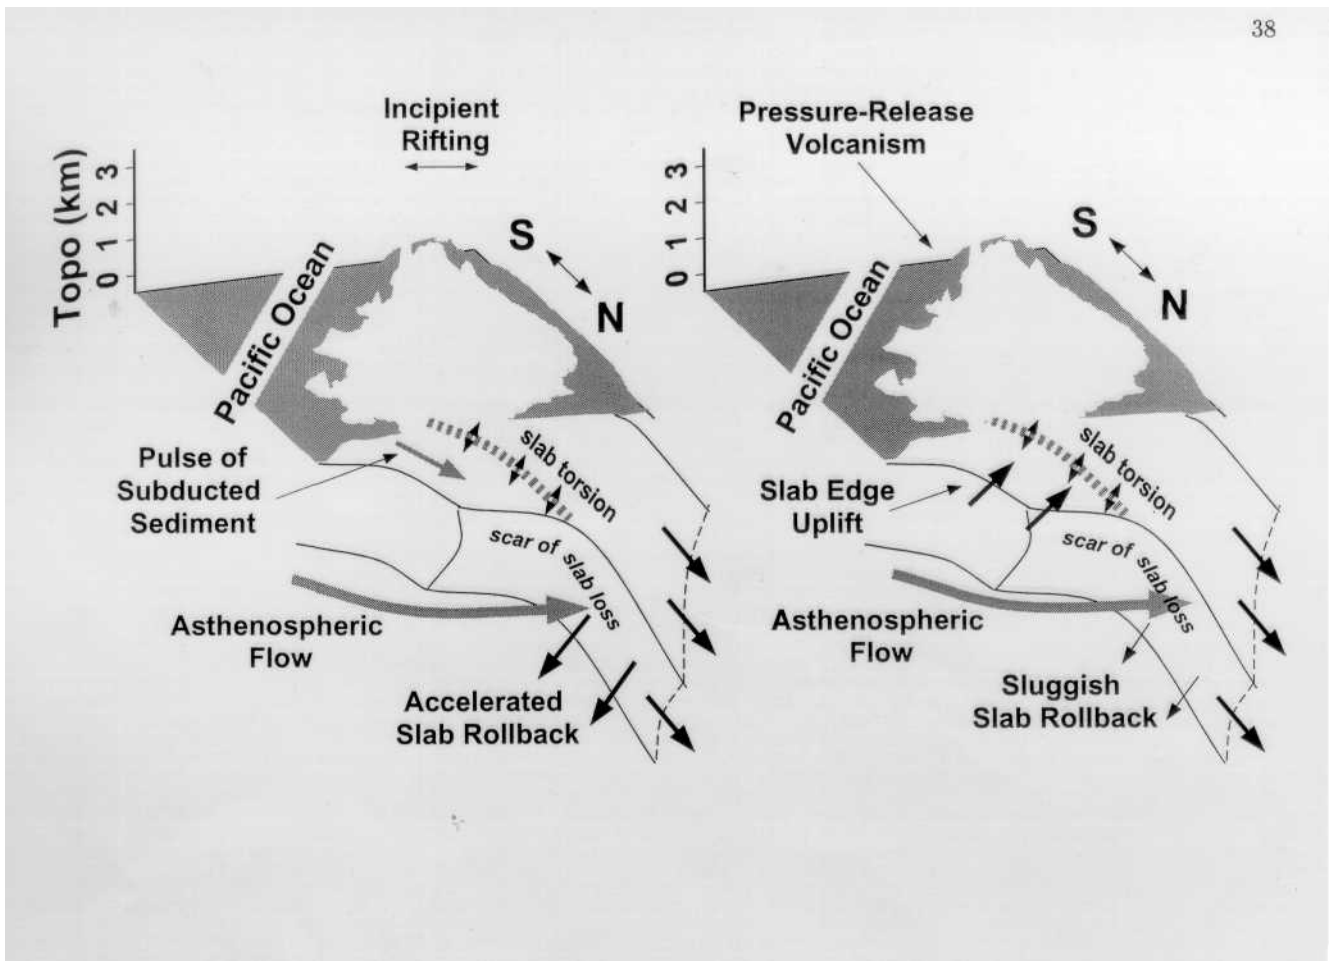 38
Incipient
Rifting
Topo (km)
3
2
1
0
Pacific Ocean
S
N
Pulse of
Subducted
Sediment
slab torsion
scar of slab loss
Asthenospheric
Flow
Accelerated
Slab Rollback
Pressure-Release
Volcanism
3
2
1
0
Pacific Ocean
S
N
Slab Edge
Uplift
slab torsion
scar of slab loss
Asthenospheric
Flow
Sluggish
Slab Rollback